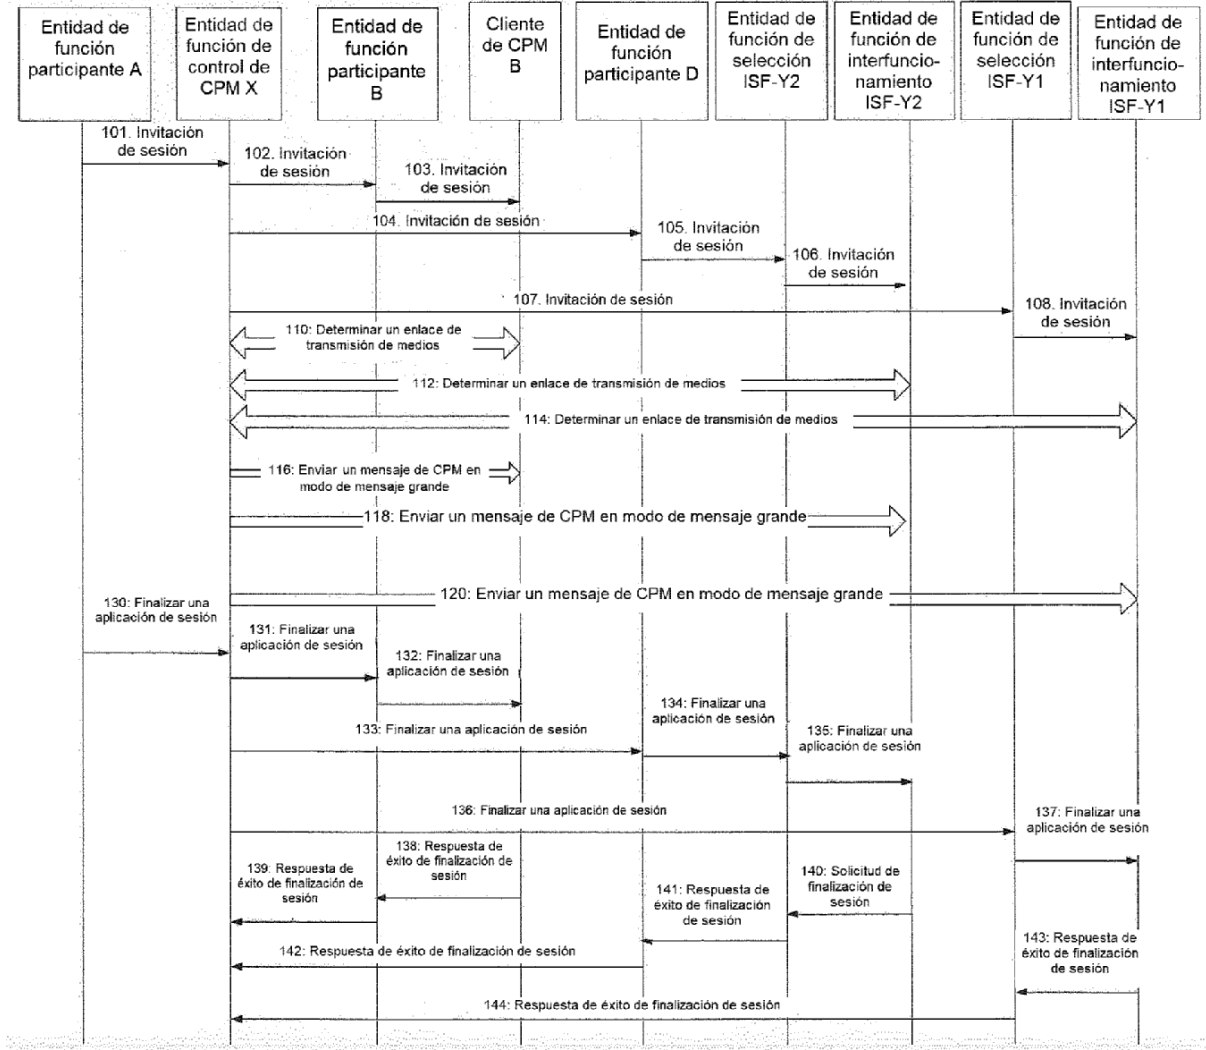 Entidad de
función
participante A
Entidad de
función de
control de
CPM X
Entidad de
función
participante
B
Cliente
de CPM
B
Entidad de
función
participante D
Entidad de
función de
selección
ISF-Y2
Entidad de
función de
interfuncio-
namiento
ISF-Y2
Entidad de
función de
selección
ISF-Y1
Entidad de
función de
interfuncio-
namiento
ISF-Y1
101. Invitación
de sesión
102. Invitación
de sesión
103. Invitación
de sesión
104. Invitación de sesión
105. Invitación
de sesión
106. Invitación
de sesión
107. Invitación de sesión
108. Invitación
de sesión
110: Determinar un enlace de
transmisión de medios
112: Determinar un enlace de transmisión de medios
114: Determinar un enlace de transmisión de medios
116: Enviar un mensaje de CPM en
modo de mensaje grande
118: Enviar un mensaje de CPM en modo de mensaje grande
120: Enviar un mensaje de CPM en modo de mensaje grande
130: Finalizar una
aplicación de sesión
131: Finalizar una
aplicación de sesión
132: Finalizar una
aplicación de sesión
133: Finalizar una aplicación de sesión
134: Finalizar una
aplicación de sesión
135: Finalizar una
aplicación de sesión
136: Finalizar una aplicación de sesión
137: Finalizar una
aplicación de sesión
138: Respuesta de
éxito de finalización de
sesión
139: Respuesta de
éxito de finalización de
sesión
140: Solicitud de
finalización de
sesión
141: Respuesta de
éxito de finalización
de sesión
142: Respuesta de éxito de finalización de sesión
143: Respuesta de
éxito de finalización
de sesión
144: Respuesta de éxito de finalización de sesión